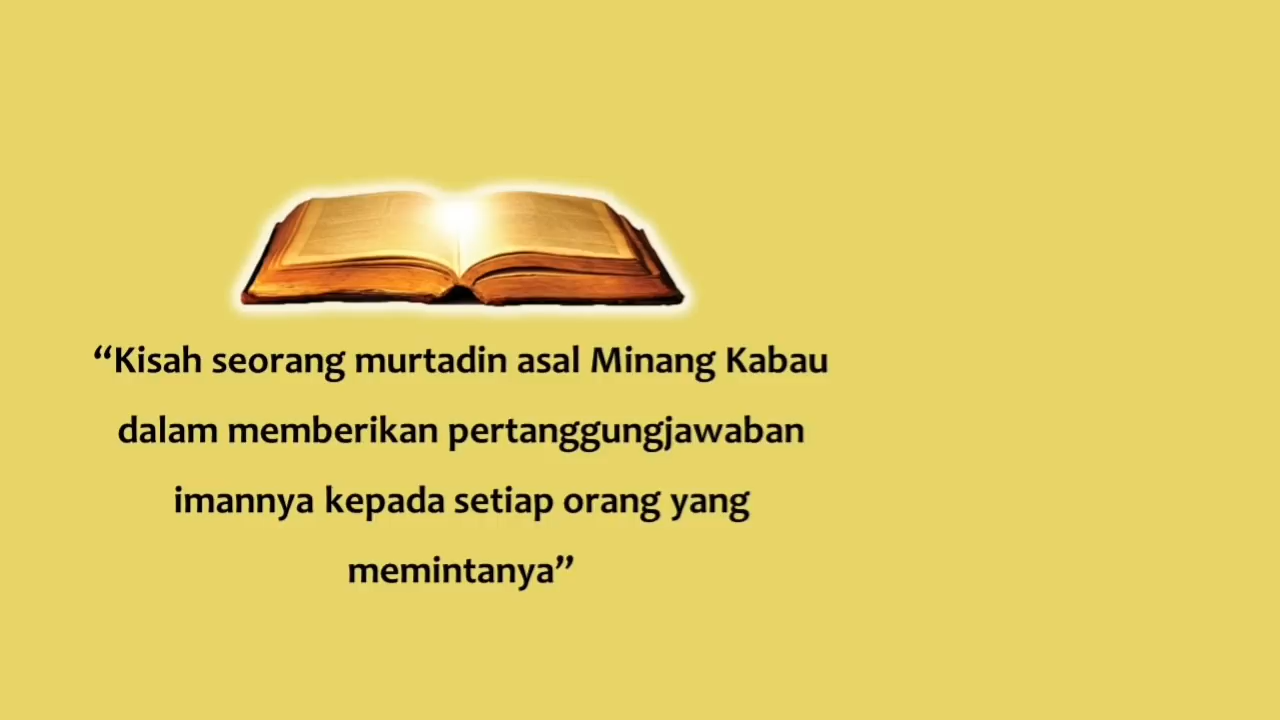 “Kisah seorang murtadin asal Minang Kabau
dalam memberikan pertanggungjawaban
imannya kepada setiap orang yang
memintanya”